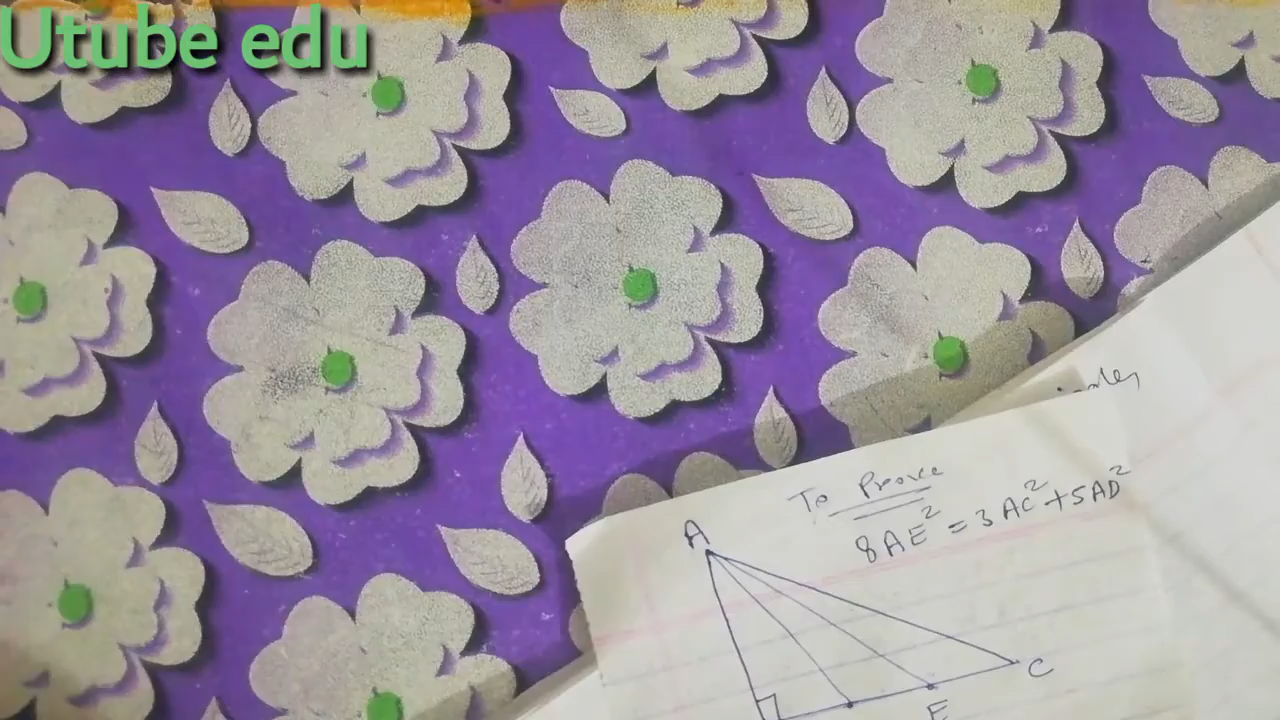 Utube edu
To Prove
8AE² = 3AC² + 5AD²
A
C
E